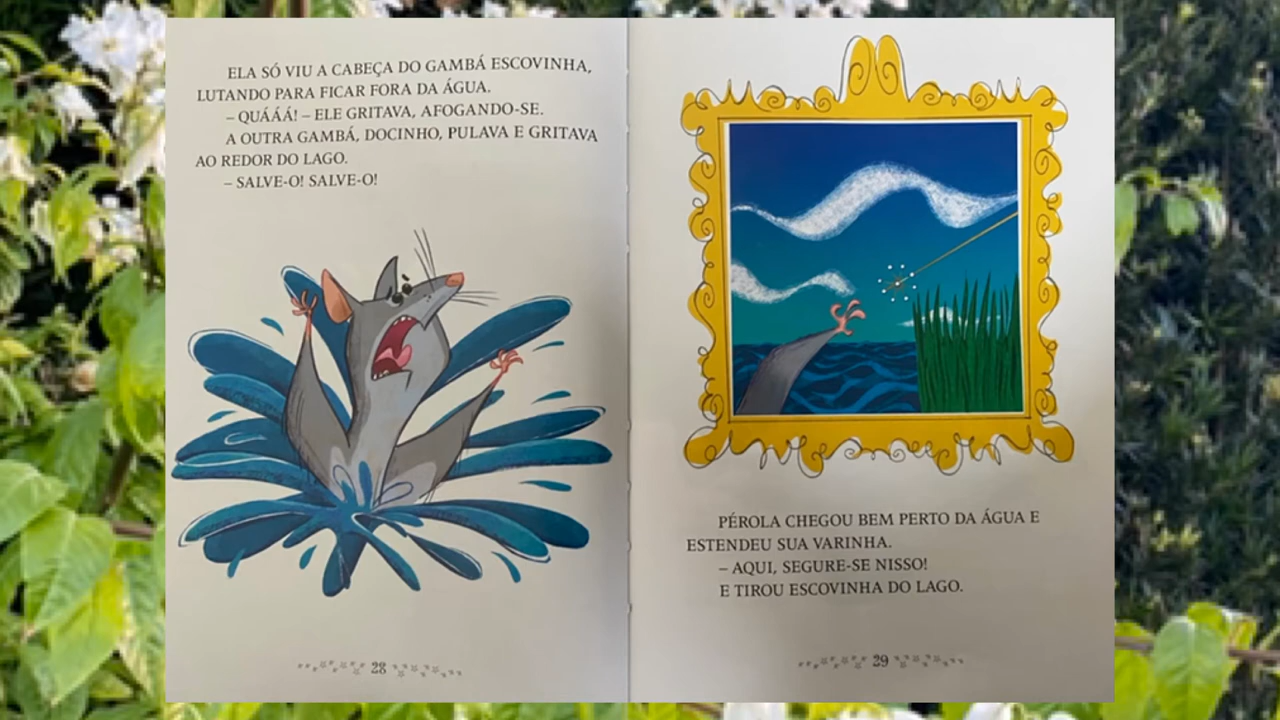 ELA SÓ VIU A CABEÇA DO GAMBÁ ESCOVINHA,
LUTANDO PARA FICAR FORA DA ÁGUA.
– QUÁÁÁ! – ELE GRITAVA, AFOGANDO-SE.
A OUTRA GAMBÁ, DOCINHO, PULAVA E GRITAVA
AO REDOR DO LAGO.
– SALVE-O! SALVE-O!
28
PÉROLA CHEGOU BEM PERTO DA ÁGUA E
ESTENDEU SUA VARINHA.
– AQUI, SEGURE-SE NISSO!
E TIROU ESCOVINHA DO LAGO.
29